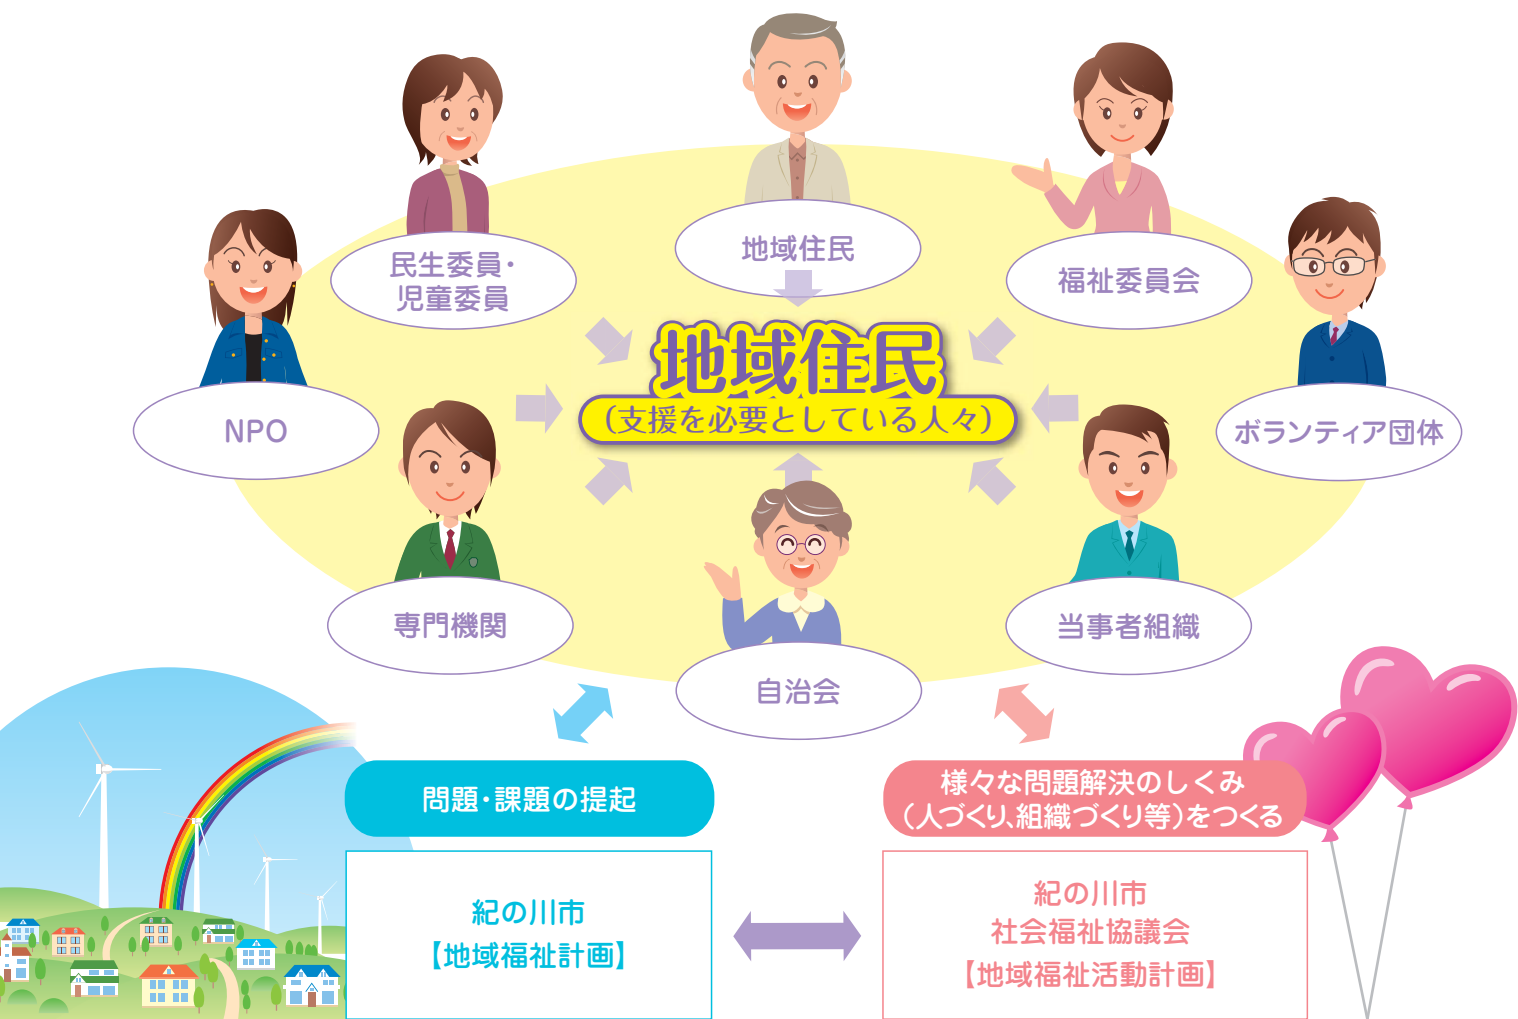 地域住民
民生委員・
児童委員
福祉委員会
NPO
地域住民
（支援を必要としている人々）
ボランティア団体
専門機関
当事者組織
自治会
問題・課題の提起
様々な問題解決のしくみ
（人づくり、組織づくり等）をつくる
紀の川市
【地域福祉計画】
紀の川市
社会福祉協議会
【地域福祉活動計画】